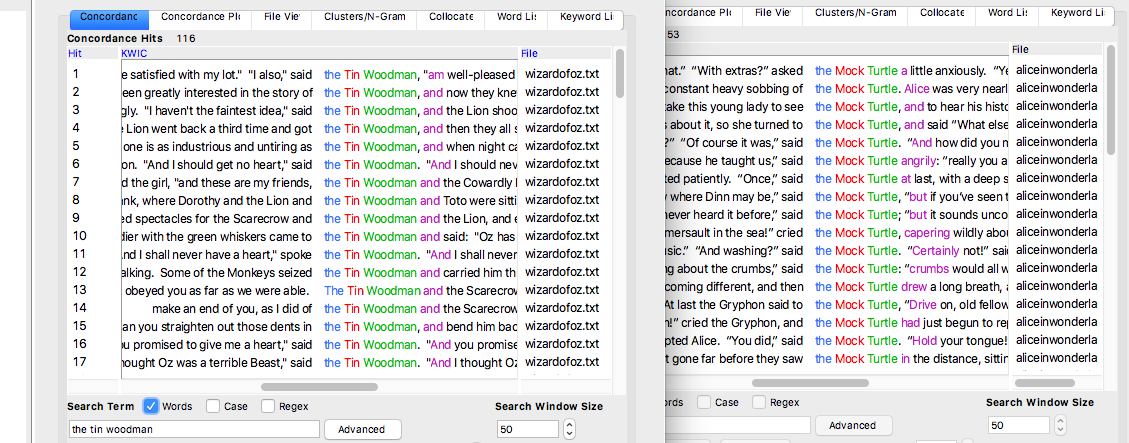 Concordance Concordance Plo File Vie Clusters/N-Gram Collocate Word Lis Keyword Li
Concordance Hits 116
Hit KWIC File
1 e satisfied with my lot." "I also," said the Tin Woodman, "am well-pleased wizardofoz.txt
2 een greatly interested in the story of the Tin Woodman, and now they knew wizardofoz.txt
3 gly. "I haven't the faintest idea," said the Tin Woodman, and the Lion shoo wizardofoz.txt
4 e Lion went back a third time and got the Tin Woodman, and then they all s wizardofoz.txt
5 one is as industrious and untiring as the Tin Woodman, and when night ca wizardofoz.txt
6 on. "And I should get no heart," said the Tin Woodman. "And I should nev wizardofoz.txt
7 d the girl, "and these are my friends, the Tin Woodman and the Cowardly L wizardofoz.txt
8 nk, where Dorothy and the Lion and the Tin Woodman and Toto were sitti wizardofoz.txt
9 ed spectacles for the Scarecrow and the Tin Woodman and the Lion, and e wizardofoz.txt
10 dier with the green whiskers came to the Tin Woodman and said: "Oz has wizardofoz.txt
11 And I shall never have a heart," spoke the Tin Woodman. "And I shall never wizardofoz.txt
12 alking. Some of the Monkeys seized the Tin Woodman and carried him th wizardofoz.txt
13 obeyed you as far as we were able. The Tin Woodman and the Scarecrow wizardofoz.txt
14 make an end of you, as I did of the Tin Woodman and the Scarecrow wizardofoz.txt
15 an you straighten out those dents in the Tin Woodman, and bend him bac wizardofoz.txt
16 u promised to give me a heart," said the Tin Woodman. "And you promise wizardofoz.txt
17 hought Oz was a terrible Beast," said the Tin Woodman. "And I thought Oz wizardofoz.txt
Search Term Words Case Regex Search Window Size
the tin woodman Advanced 50
ncordance Plo File Vie Clusters/N-Gram Collocate Word Lis Keyword Li
53
File
hat." "With extras?" asked the Mock Turtle a little anxiously. "Ye aliceinwonderla
constant heavy sobbing of the Mock Turtle. Alice was very nearl aliceinwonderla
take this young lady to see the Mock Turtle, and to hear his histo aliceinwonderla
s about it, so she turned to the Mock Turtle, and said "What else aliceinwonderla
?" "Of course it was," said the Mock Turtle. "And how did you n aliceinwonderla
ecause he taught us," said the Mock Turtle angrily: "really you a aliceinwonderla
ted patiently. "Once," said the Mock Turtle at last, with a deep s aliceinwonderla
w where Dinn may be," said the Mock Turtle, "but if you've seen t aliceinwonderla
never heard it before," said the Mock Turtle; "but it sounds unco aliceinwonderla
mersault in the sea!" cried the Mock Turtle, capering wildly abou aliceinwonderla
usic." "And washing?" said the Mock Turtle. "Certainly not!" sai aliceinwonderla
g about the crumbs," said the Mock Turtle: "crumbs would all w aliceinwonderla
coming different, and then the Mock Turtle drew a long breath, a aliceinwonderla
At last the Gryphon said to the Mock Turtle, "Drive on, old fellow aliceinwonderla
n!" cried the Gryphon, and the Mock Turtle had just begun to rep aliceinwonderla
pted Alice. "You did," said the Mock Turtle. "Hold your tongue! aliceinwonderla
t gone far before they saw the Mock Turtle in the distance, sittin aliceinwonderla
ords Case Regex Search Window Size
Advanced 50